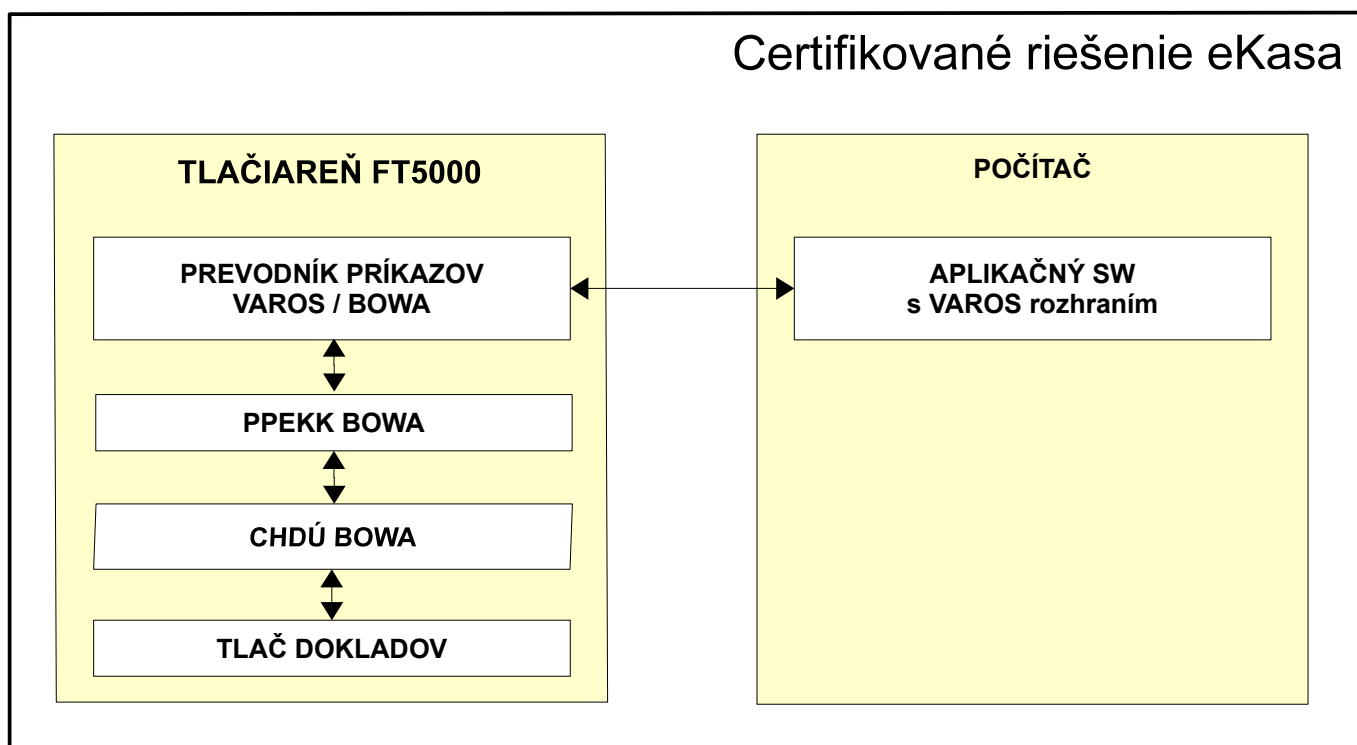 Certifikované riešenie eKasa
TLAČIAREŇ FT5000
PREVODNÍK PRÍKAZOV
VAROS / BOWA
PPEKK BOWA
CHDÚ BOWA
TLAČ DOKLADOV
POČÍTAČ
APLIKAČNÝ SW
s VAROS rozhraním